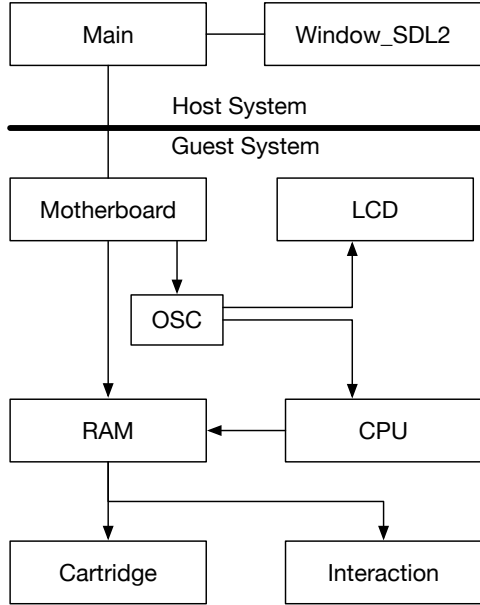 Main
Window_SDL2
Host System
Guest System
Motherboard
LCD
OSC
RAM
CPU
Cartridge
Interaction